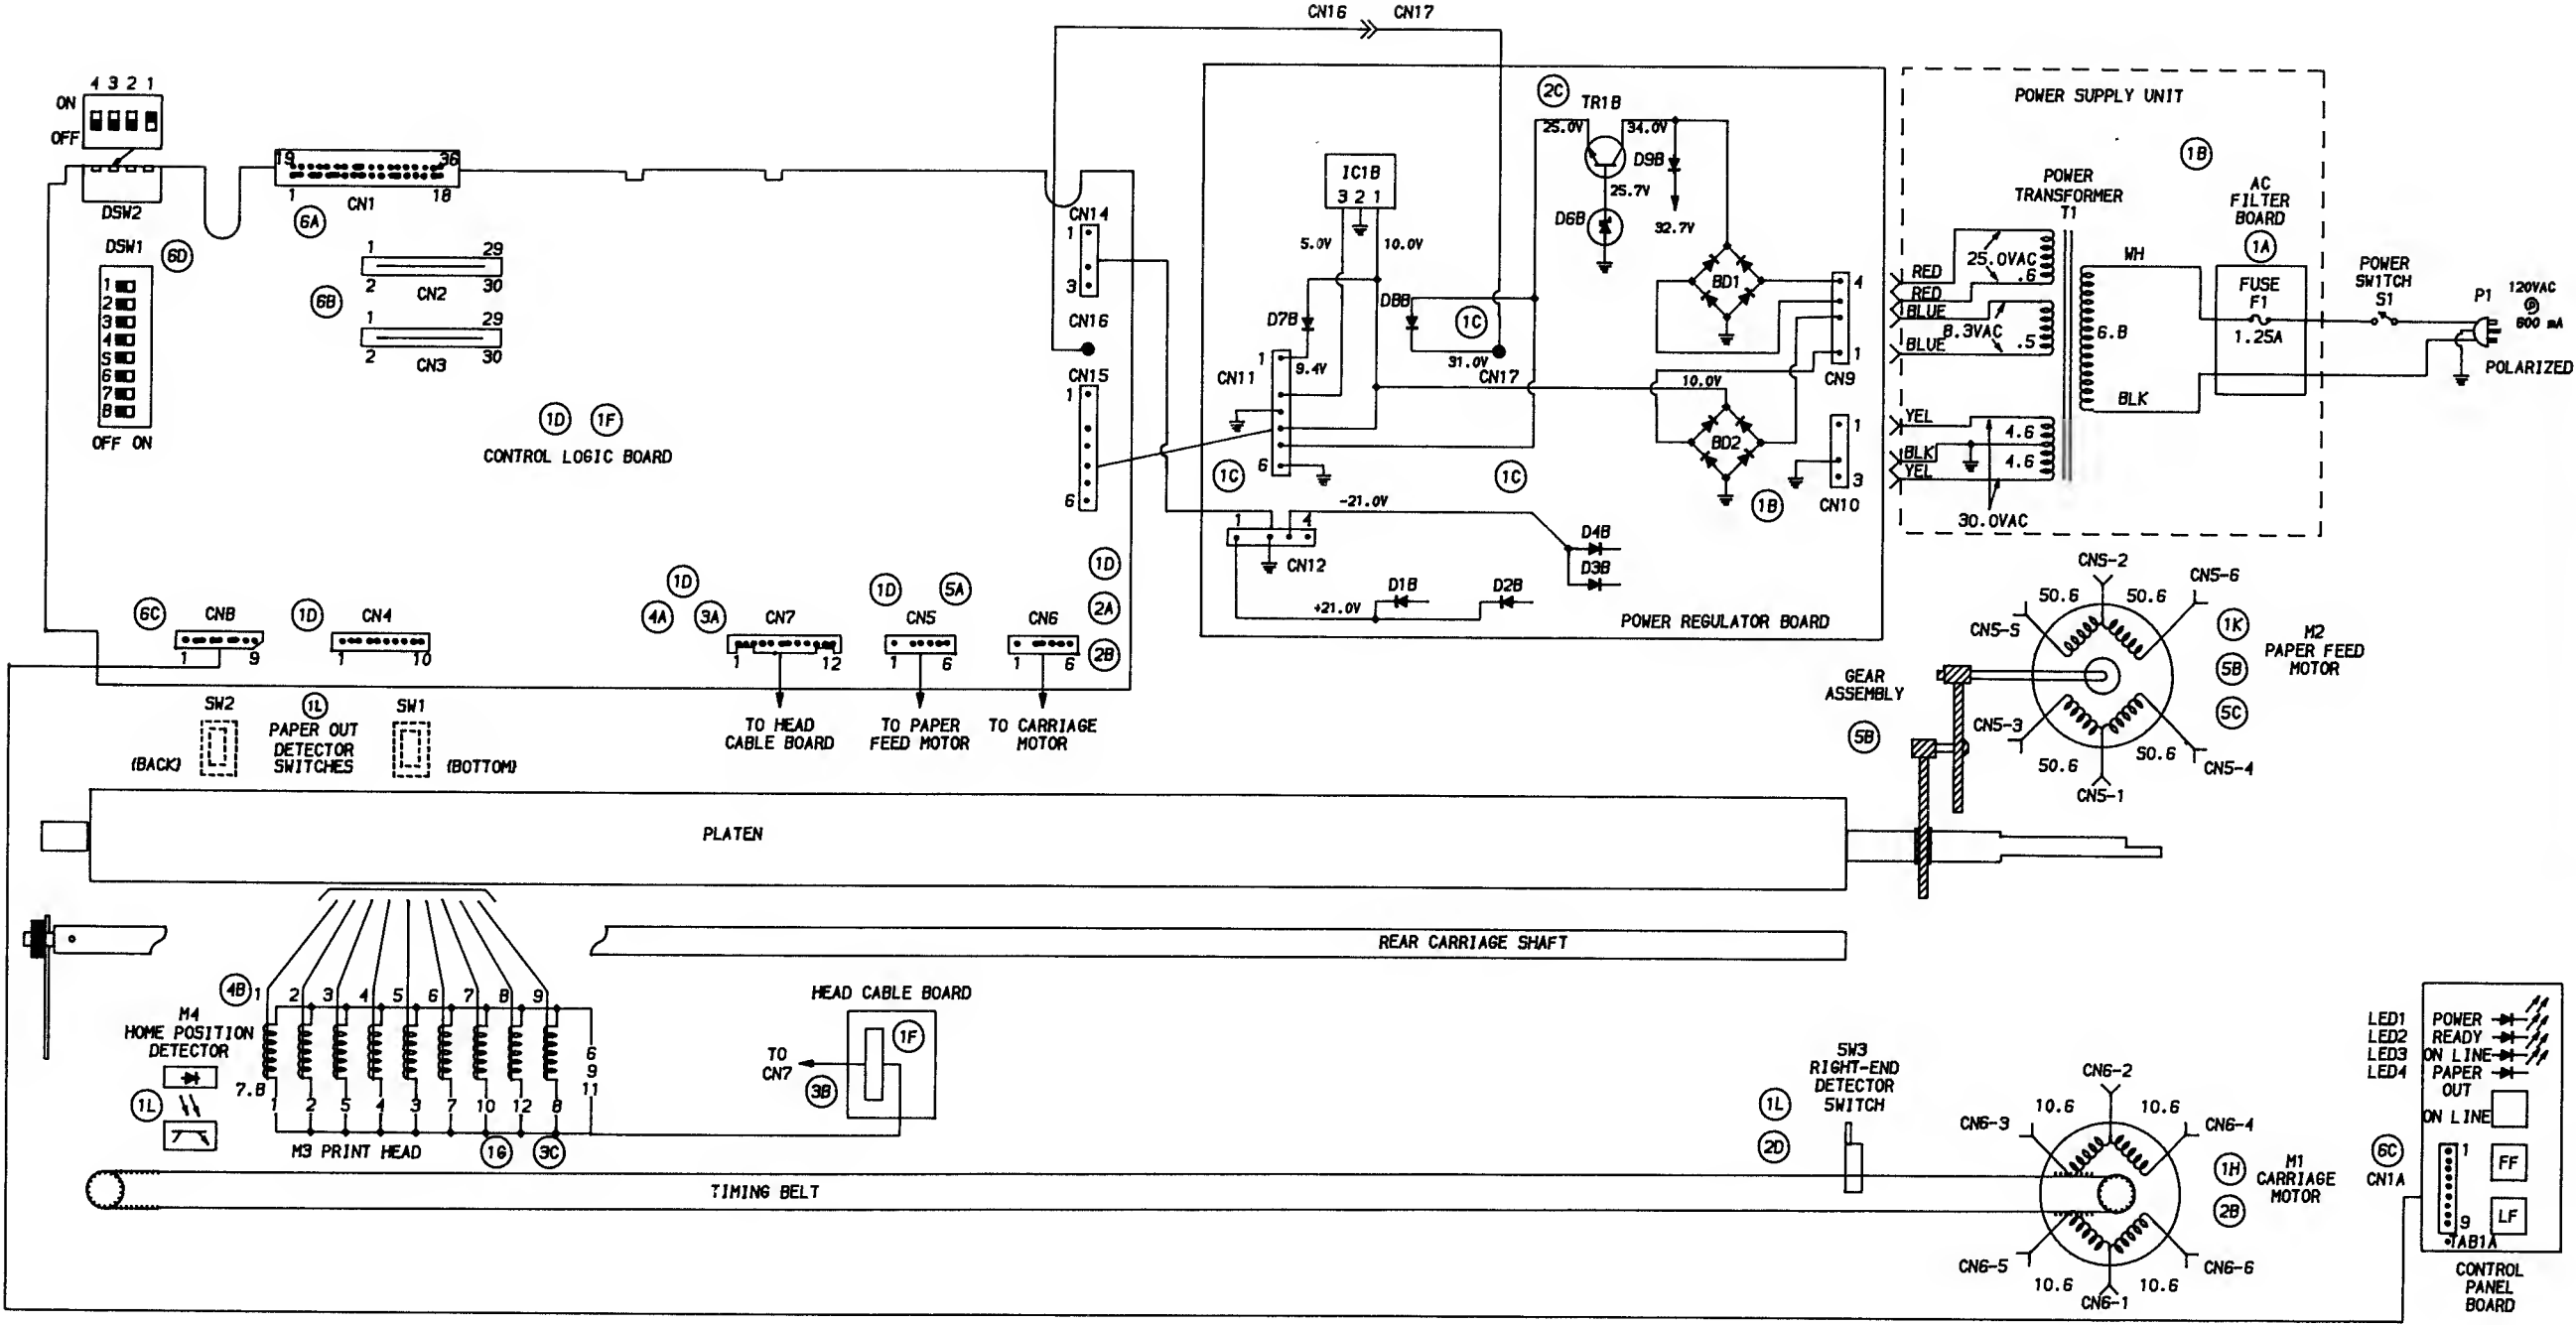 CN16 CN17
4 3 2 1
ON
OFF
DSW2
19 36
1 18
CN1
6A
DSW1
6D
1
2
3
4
5
6
7
8
OFF ON
1 29
2 30
CN2
6B
1 29
2 30
CN3
1D 1F
CONTROL LOGIC BOARD
CN14
1
3
CN16
CN15
1
6
6C
CN8
1 9
1D
CN4
1 10
1D
4A 3A
CN7
1 12
1D 5A
CN5
1 6
CN6
1 6
1D
2A
2B
TO HEAD
CABLE BOARD
TO PAPER
FEED MOTOR
TO CARRIAGE
MOTOR
SW2
(BACK)
1L
PAPER OUT
DETECTOR
SWITCHES
SW1
(BOTTOM)
2C
TR1B
25.0V 34.0V
D9B
25.7V
D6B
32.7V
IC1B
3 2 1
5.0V 10.0V
D7B
D8B
1C
31.0V
CN17
CN11
1
9.4V
6
1C
1C
10.0V
BD1
BD2
4
1
CN9
1
3
CN10
1B
-21.0V
1 4
CN12
D4B
D3B
D1B D2B
+21.0V
POWER REGULATOR BOARD
POWER SUPPLY UNIT
1B
POWER
TRANSFORMER
T1
AC
FILTER
BOARD
1A
RED
25.0VAC
.6
RED
BLUE
8.3VAC
.5
BLUE
YEL
4.6
BLK
4.6
YEL
30.0VAC
WH
6.8
BLK
FUSE
F1
1.25A
POWER
SWITCH
S1
P1
120VAC
@
600 mA
POLARIZED
CN5-2
CN5-6
50.6 50.6
CN5-5
1K
M2
PAPER FEED
MOTOR
5B
5C
CN5-3
50.6 50.6
CN5-4
CN5-1
GEAR
ASSEMBLY
5B
PLATEN
REAR CARRIAGE SHAFT
4B
1 2 3 4 5 6 7 8 9
M4
HOME POSITION
DETECTOR
1L
7.8
1 2 5 4 3 7 10 12 8
6
9
11
M3 PRINT HEAD
1G 3C
HEAD CABLE BOARD
1F
TO
CN7
3B
TIMING BELT
SW3
RIGHT-END
DETECTOR
SWITCH
1L
2D
CN6-2
10.6 10.6
CN6-3 CN6-4
1H
M1
CARRIAGE
MOTOR
2B
CN6-5 CN6-6
10.6 10.6
CN6-1
LED1 POWER
LED2 READY
LED3 ON LINE
LED4 PAPER
OUT
ON LINE
6C
CN1A
1
9
FF
LF
TAB1A
CONTROL
PANEL
BOARD